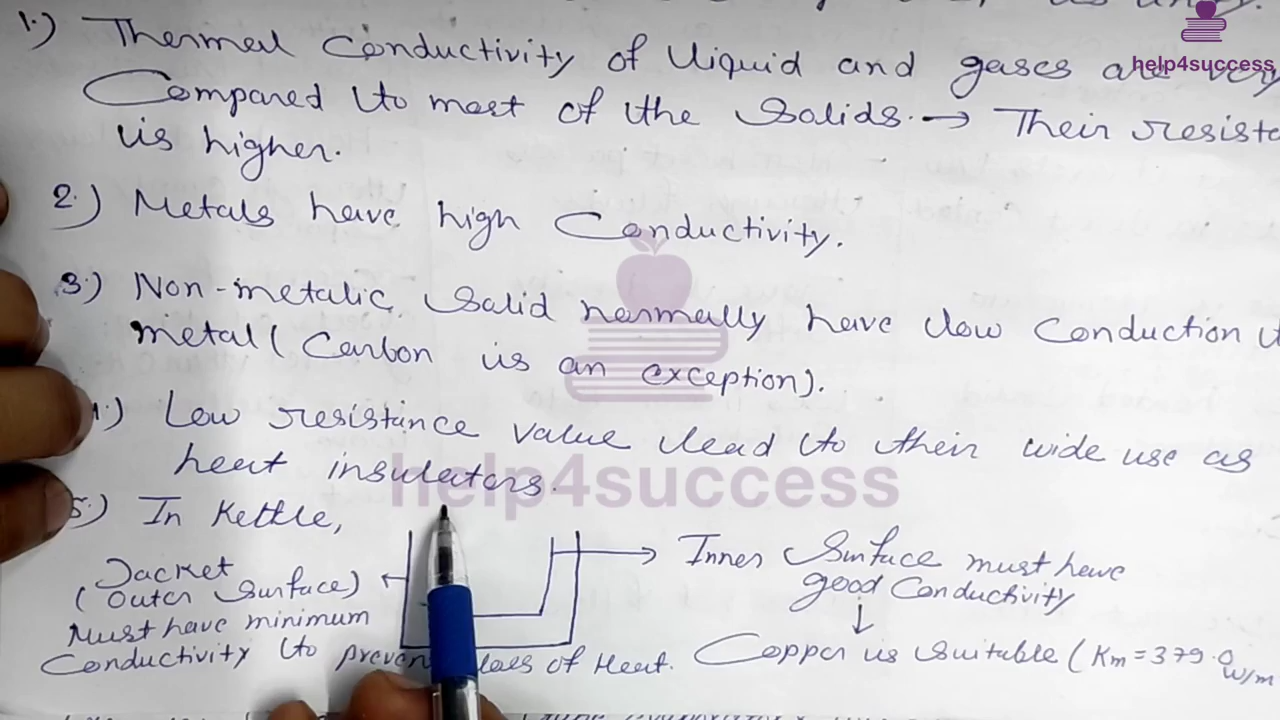 help4success
1.) Thermal Conductivity of liquid and gases are very
Compared to most of the Solids. → Their resista
is higher.
2.) Metals have high Conductivity.
3.) Non-metalic Solid normally have low Conduction
metal (Carbon is an exception).
4.) Low resistance value lead to their wide use as
heat insulators.
help4success
5.) In Kettle,
Jacket
(Outer Surface)
Must have minimum
Conductivity to prevent loss of Heat.
→ Inner Surface must have
good Conductivity
↓
Copper is Suitable (Km = 379.0
W/m